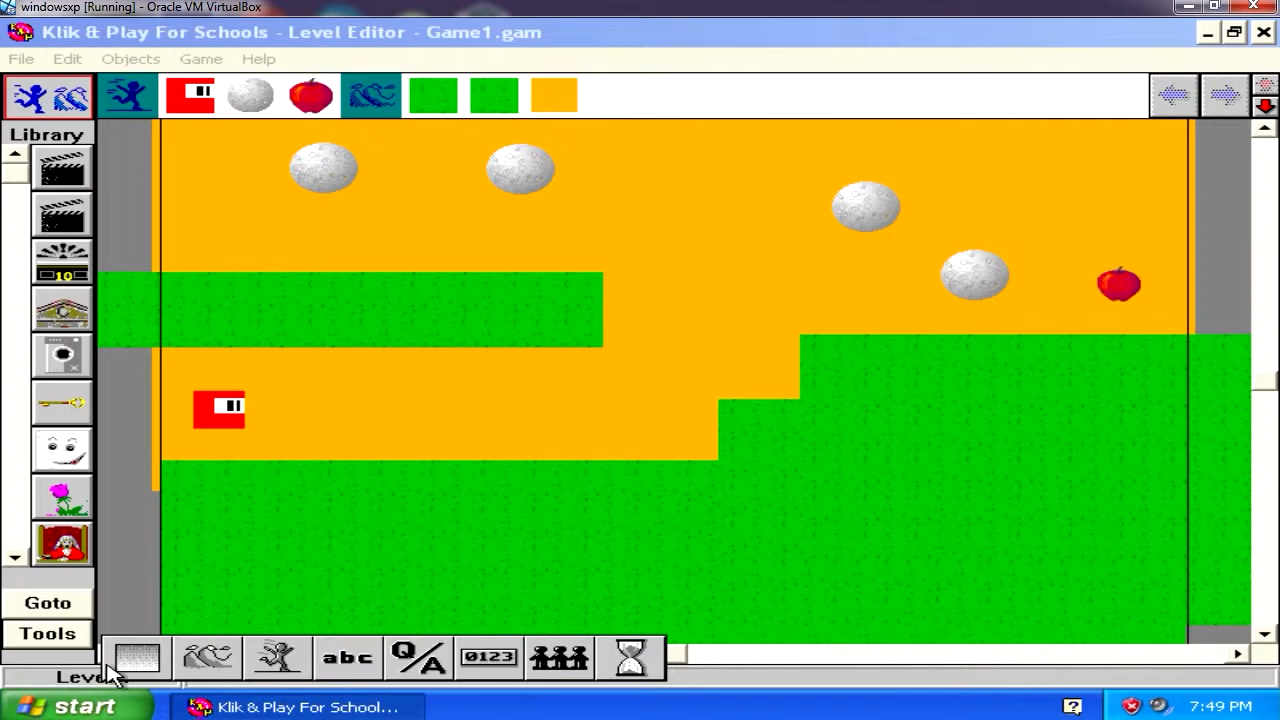 windowsxp [Running] - Oracle VM VirtualBox
Klik & Play For Schools - Level Editor - Game1.gam
File Edit Objects Game Help
Library
10
Goto
Tools
abc Q/A 0123
Leve
start Klik & Play For School... 7:49 PM